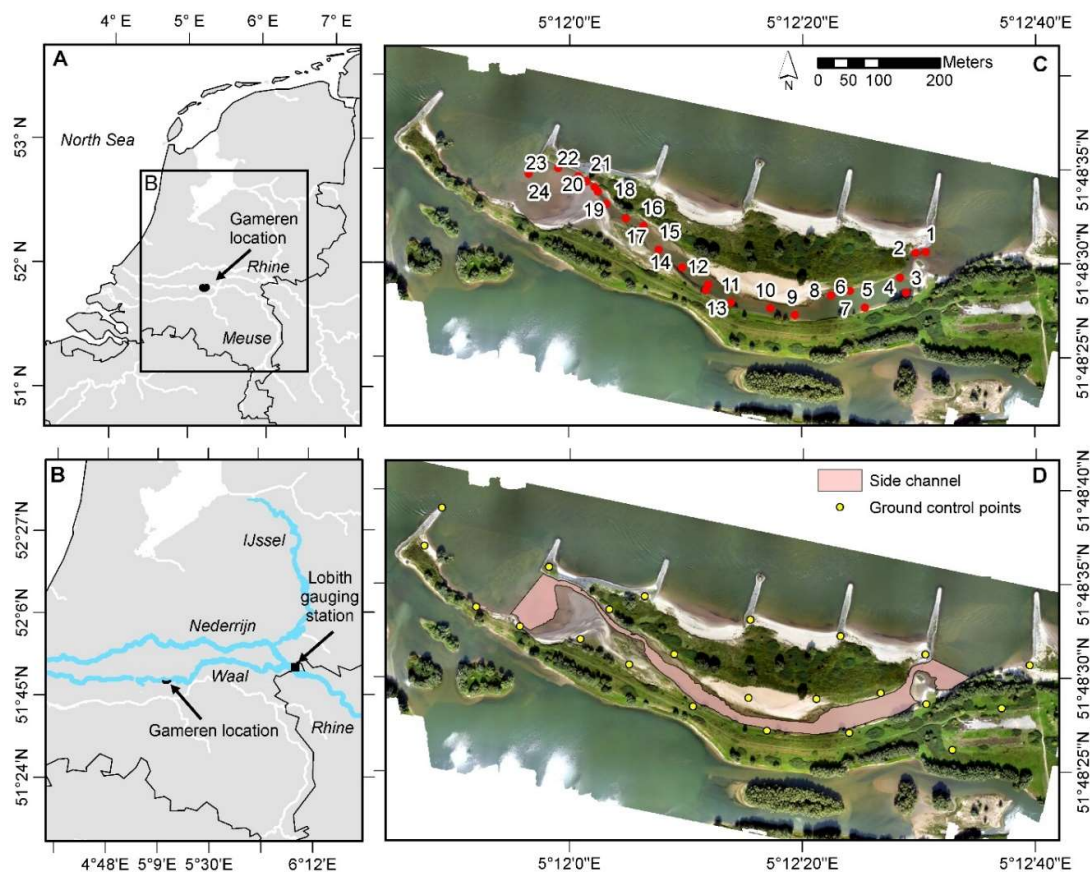 4° E 5° E 6° E 7° E
A
53° N
52° N
51° N
North Sea
B
Gameren
location
Rhine
Meuse
5°12'0"E 5°12'20"E 5°12'40"E
C
N
Meters
0 50 100 200
23 22 21
24 20 18
19 16
17 15
14 12
11 10 9 8 6 5 4 3
13 7
2 1
51°48'35"N
51°48'30"N
51°48'25"N
B
52°27'N
52°6'N
51°45'N
51°24'N
IJssel
Lobith
gauging
station
Nederrijn
Waal
Gameren location
Rhine
4°48'E 5°9'E 5°30'E 6°12'E
D
Side channel
Ground control points
51°48'40"N
51°48'35"N
51°48'30"N
51°48'25"N
5°12'0"E 5°12'20"E 5°12'40"E